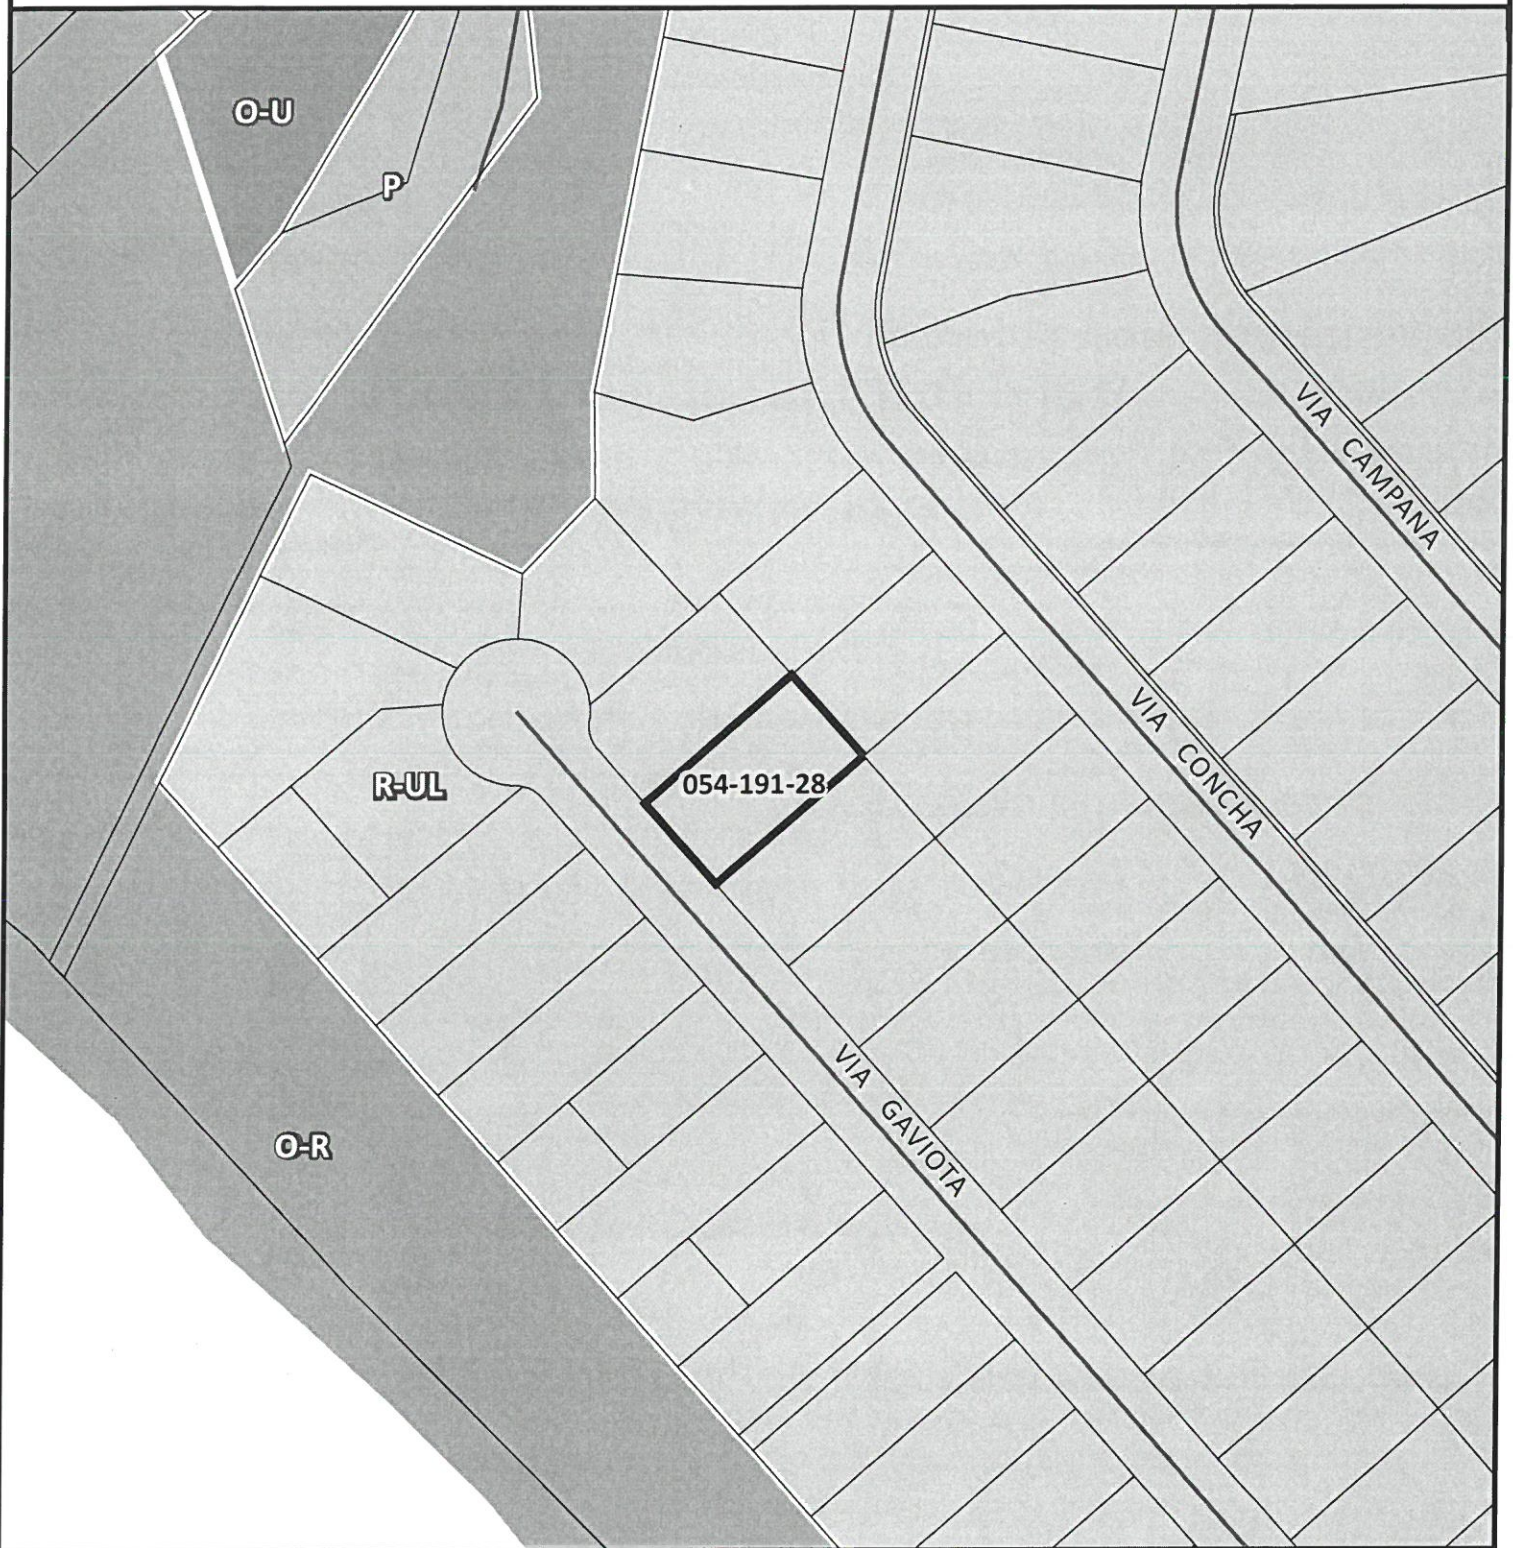 O-U
P
VIA CAMPANA
VIA CONCHA
R-UL
054-191-28
VIA GAVIOTA
O-R